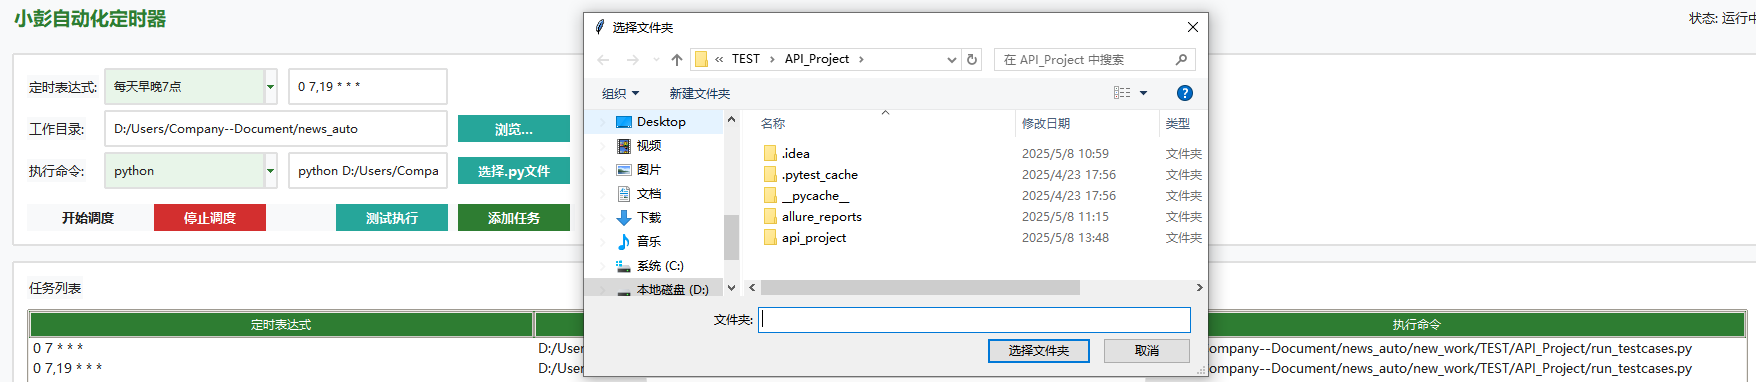 小彭自动化定时器
状态: 运行中
定时表达式: 每天早晚7点 0 7,19 * * *
工作目录: D:/Users/Company--Document/news_auto 浏览...
执行命令: python python D:/Users/Compa 选择.py文件
开始调度 停止调度 测试执行 添加任务
任务列表
定时表达式 执行命令
0 7 * * * D:/User ompany--Document/news_auto/new_work/TEST/API_Project/run_testcases.py
0 7,19 * * * D:/User ompany--Document/news_auto/new_work/TEST/API_Project/run_testcases.py
选择文件夹
« TEST › API_Project ›
在 API_Project 中搜索
组织 新建文件夹
Desktop
视频
图片
文档
下载
音乐
系统 (C:)
本地磁盘 (D:)
名称 修改日期 类型
.idea 2025/5/8 10:59 文件夹
.pytest_cache 2025/4/23 17:56 文件夹
__pycache__ 2025/4/23 17:56 文件夹
allure_reports 2025/5/8 11:15 文件夹
api_project 2025/5/8 13:48 文件夹
文件夹:
选择文件夹 取消